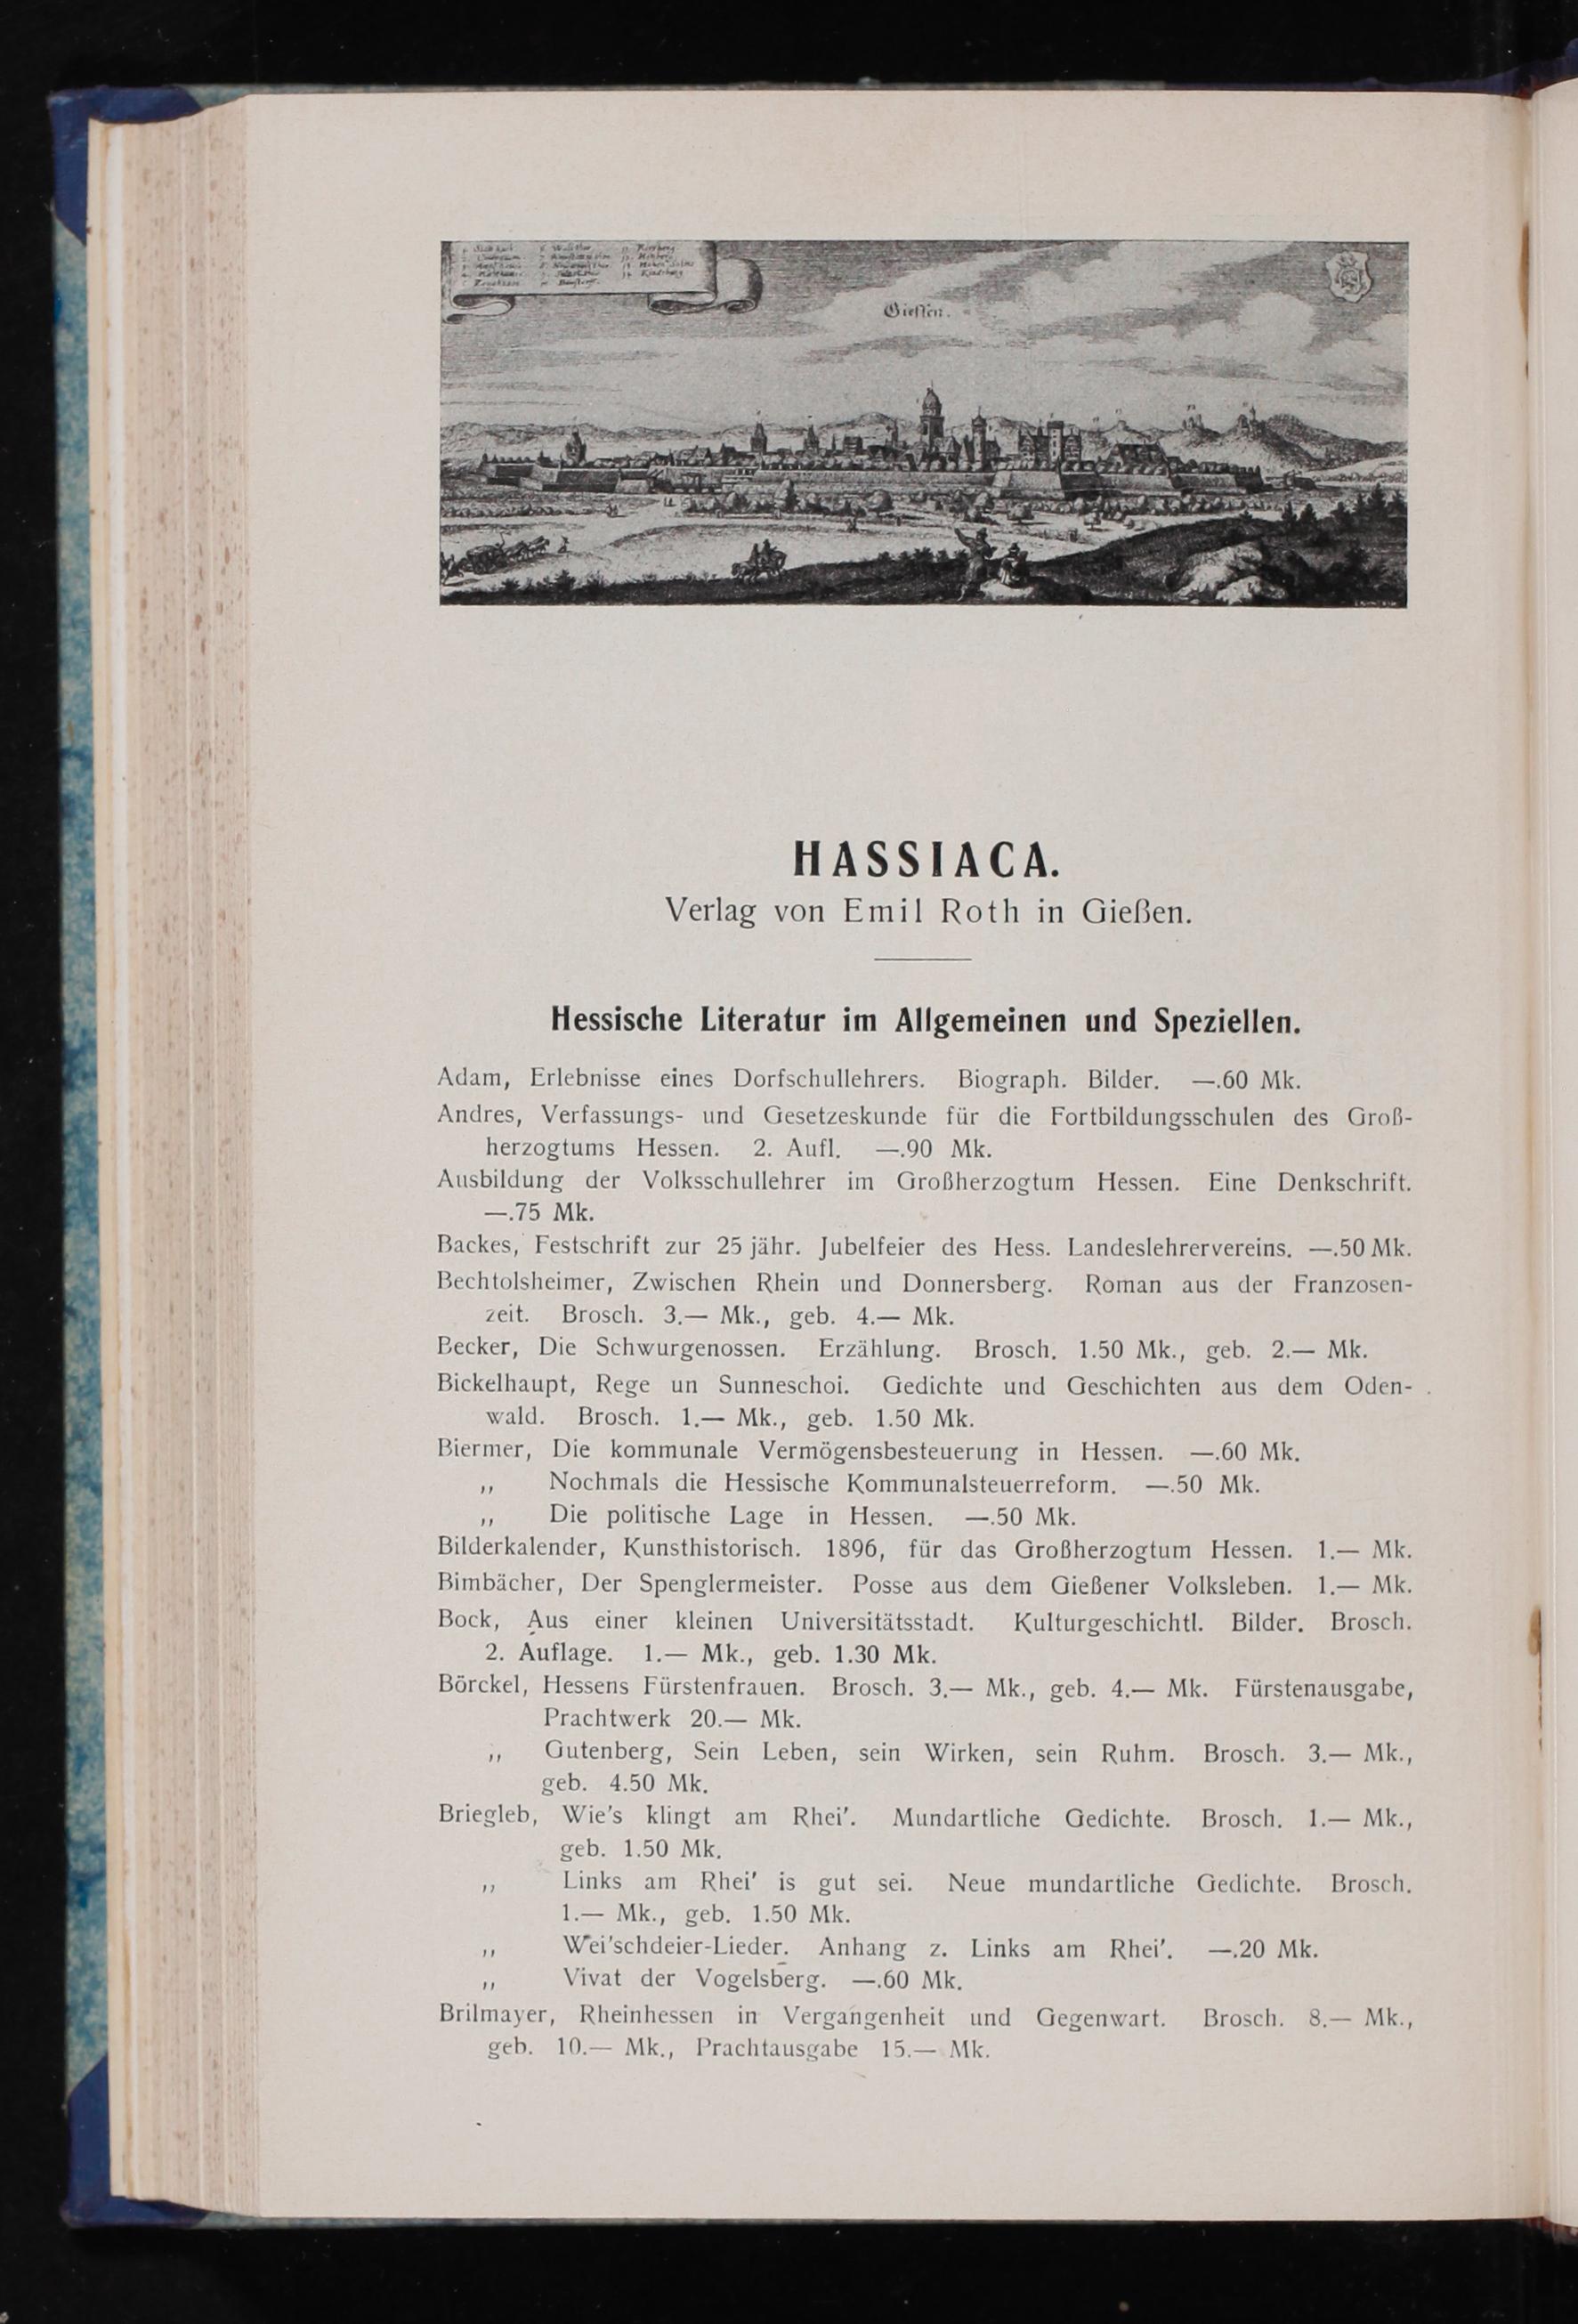 Giessen.
HASSIACA.
Verlag von Emil Roth in Gießen.
Hessische Literatur im Allgemeinen und Speziellen.
Adam, Erlebnisse eines Dorfschullehrers. Biograph. Bilder. —.60 Mk.
Andres, Verfassungs- und Gesetzeskunde für die Fortbildungsschulen des Groß-
herzogtums Hessen. 2. Aufl. —.90 Mk.
Ausbildung der Volksschullehrer im Großherzogtum Hessen. Eine Denkschrift.
—.75 Mk.
Backes, Festschrift zur 25 jähr. Jubelfeier des Hess. Landeslehrervereins. —.50 Mk.
Bechtolsheimer, Zwischen Rhein und Donnersberg. Roman aus der Franzosen-
zeit. Brosch. 3.— Mk., geb. 4.— Mk.
Becker, Die Schwurgenossen. Erzählung. Brosch. 1.50 Mk., geb. 2.— Mk.
Bickelhaupt, Rege un Sunneschoi. Gedichte und Geschichten aus dem Oden-
wald. Brosch. 1.— Mk., geb. 1.50 Mk.
Biermer, Die kommunale Vermögensbesteuerung in Hessen. —.60 Mk.
„ Nochmals die Hessische Kommunalsteuerreform. —.50 Mk.
„ Die politische Lage in Hessen. —.50 Mk.
Bilderkalender, Kunsthistorisch. 1896, für das Großherzogtum Hessen. 1.— Mk.
Bimbächer, Der Spenglermeister. Posse aus dem Gießener Volksleben. 1.— Mk.
Bock, Aus einer kleinen Universitätsstadt. Kulturgeschichtl. Bilder. Brosch.
2. Auflage. 1.— Mk., geb. 1.30 Mk.
Börckel, Hessens Fürstenfrauen. Brosch. 3.— Mk., geb. 4.— Mk. Fürstenausgabe,
Prachtwerk 20.— Mk.
„ Gutenberg, Sein Leben, sein Wirken, sein Ruhm. Brosch. 3.— Mk.,
geb. 4.50 Mk.
Briegleb, Wie's klingt am Rhei'. Mundartliche Gedichte. Brosch. 1.— Mk.,
geb. 1.50 Mk.
„ Links am Rhei' is gut sei. Neue mundartliche Gedichte. Brosch.
1.— Mk., geb. 1.50 Mk.
„ Wei'schdeier-Lieder. Anhang z. Links am Rhei'. —.20 Mk.
„ Vivat der Vogelsberg. —.60 Mk.
Brilmayer, Rheinhessen in Vergangenheit und Gegenwart. Brosch. 8.— Mk.,
geb. 10.— Mk., Prachtausgabe 15.— Mk.